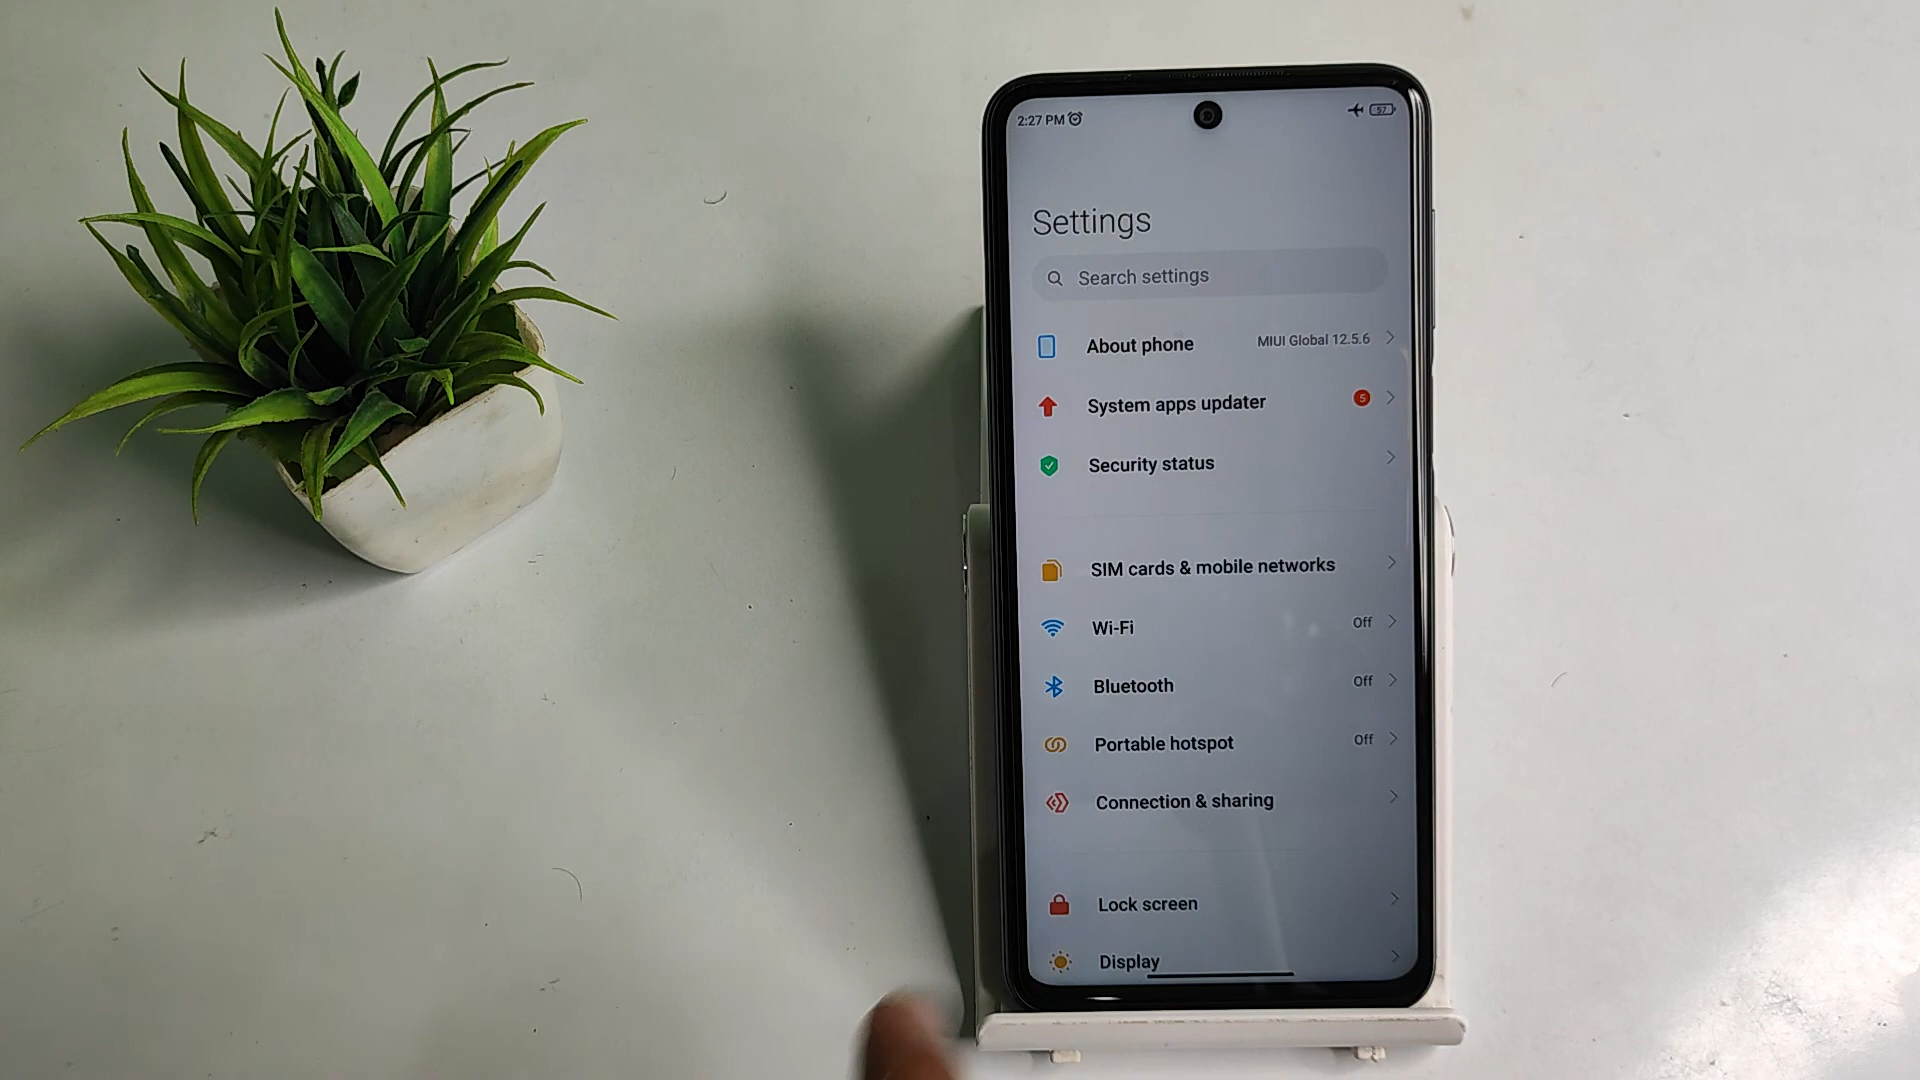 2:27 PM 57
Settings
Search settings
About phone MIUI Global 12.5.6
System apps updater 5
Security status
SIM cards & mobile networks
Wi-Fi Off
Bluetooth Off
Portable hotspot Off
Connection & sharing
Lock screen
Display